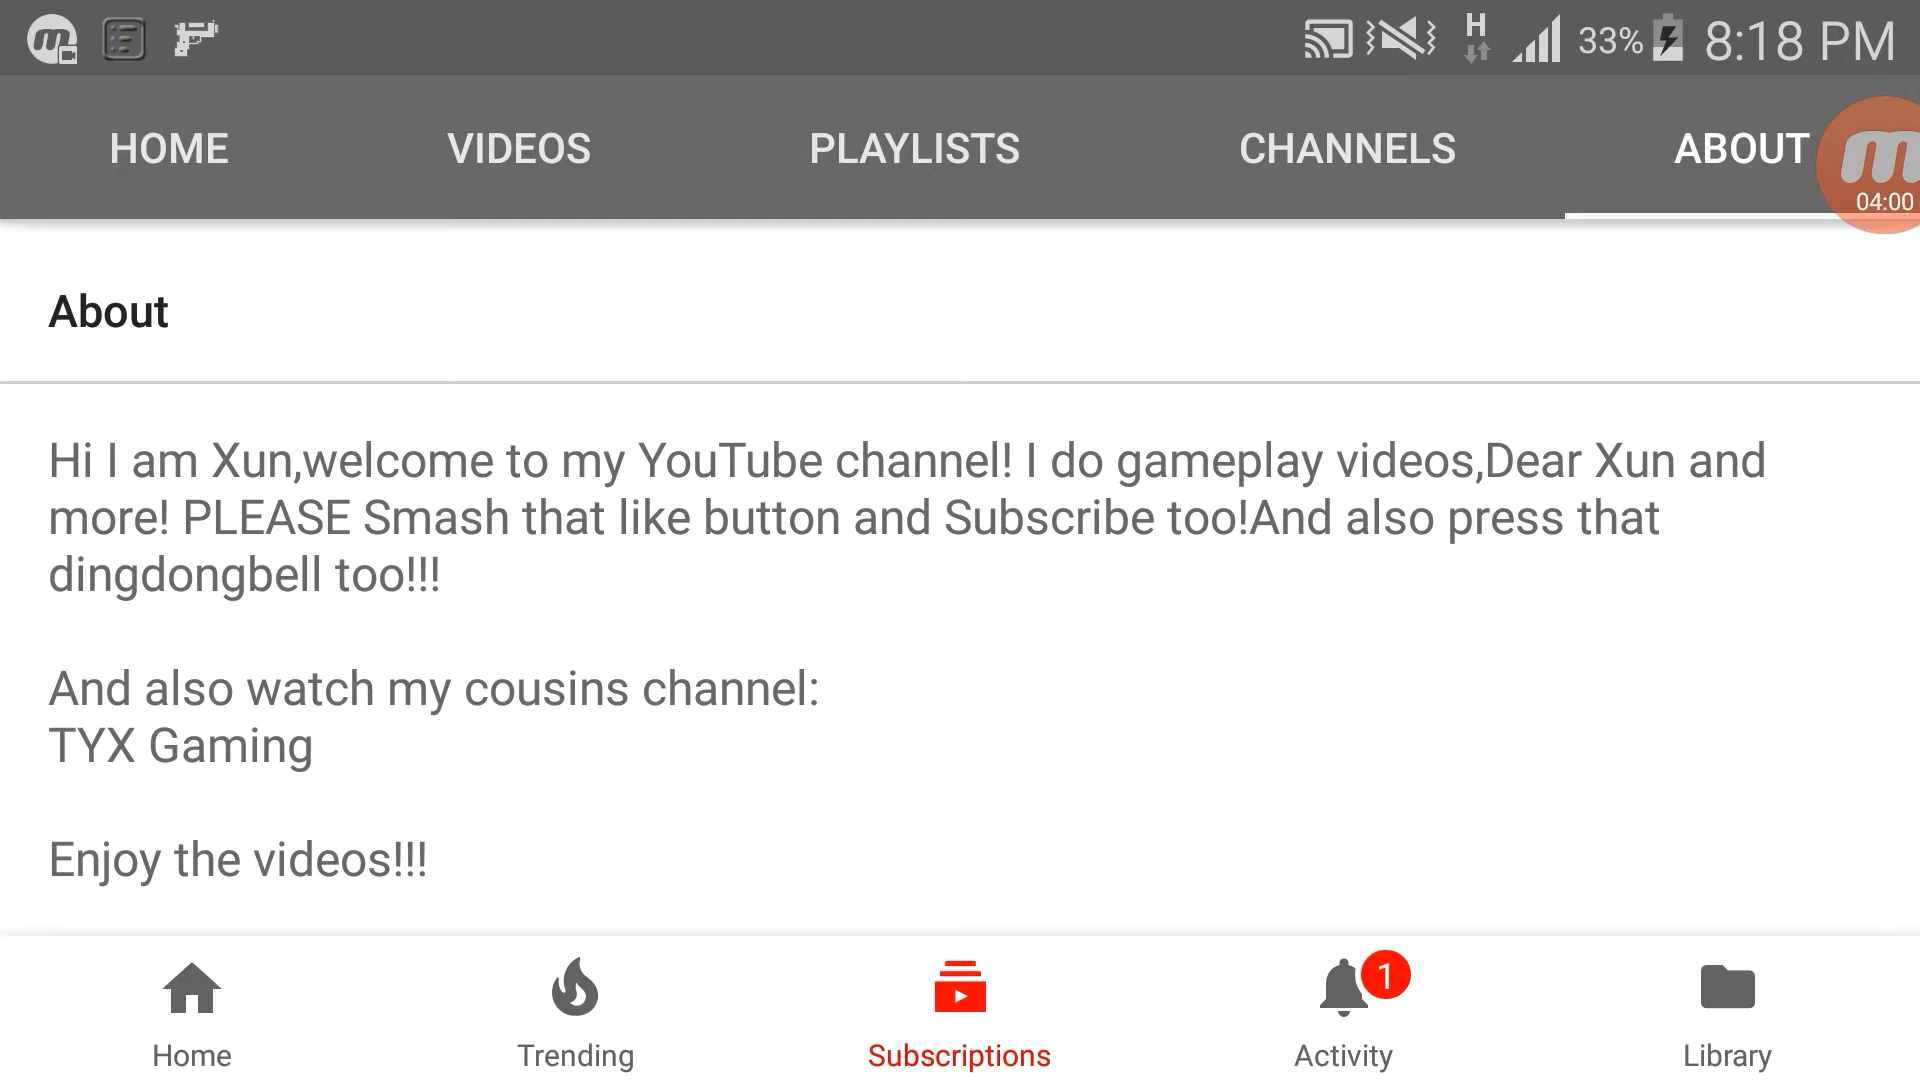 m
H 33% 8:18 PM
HOME VIDEOS PLAYLISTS CHANNELS ABOUT
m
04:00
About
Hi I am Xun,welcome to my YouTube channel! I do gameplay videos,Dear Xun and
more! PLEASE Smash that like button and Subscribe too!And also press that
dingdongbell too!!!
And also watch my cousins channel:
TYX Gaming
Enjoy the videos!!!
1
Home Trending Subscriptions Activity Library